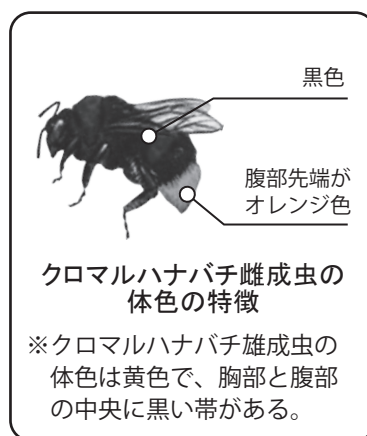 黒色
腹部先端が
オレンジ色
クロマルハナバチ雌成虫の
体色の特徴
※クロマルハナバチ雄成虫の
体色は黄色で、胸部と腹部
の中央に黒い帯がある。